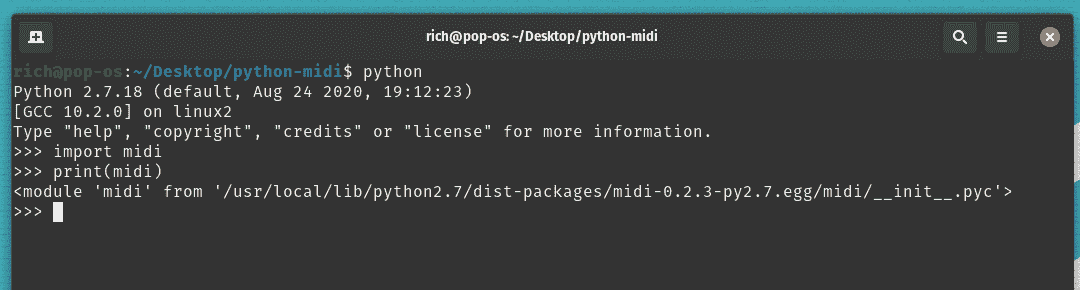 rich@pop-os: ~/Desktop/python-midi
rich@pop-os:~/Desktop/python-midi$ python
Python 2.7.18 (default, Aug 24 2020, 19:12:23)
[GCC 10.2.0] on linux2
Type "help", "copyright", "credits" or "license" for more information.
>>> import midi
>>> print(midi)
<module 'midi' from '/usr/local/lib/python2.7/dist-packages/midi-0.2.3-py2.7.egg/midi/__init__.pyc'>
>>>